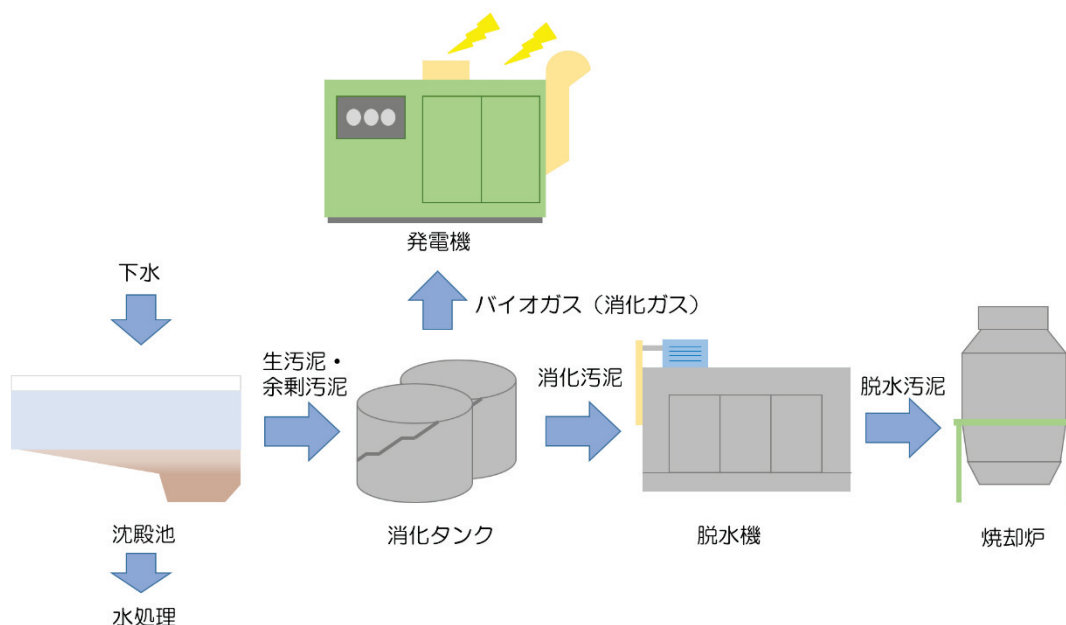 発電機
下水
バイオガス（消化ガス）
生汚泥・
余剰汚泥
消化汚泥
脱水汚泥
沈殿池
消化タンク
脱水機
焼却炉
水処理